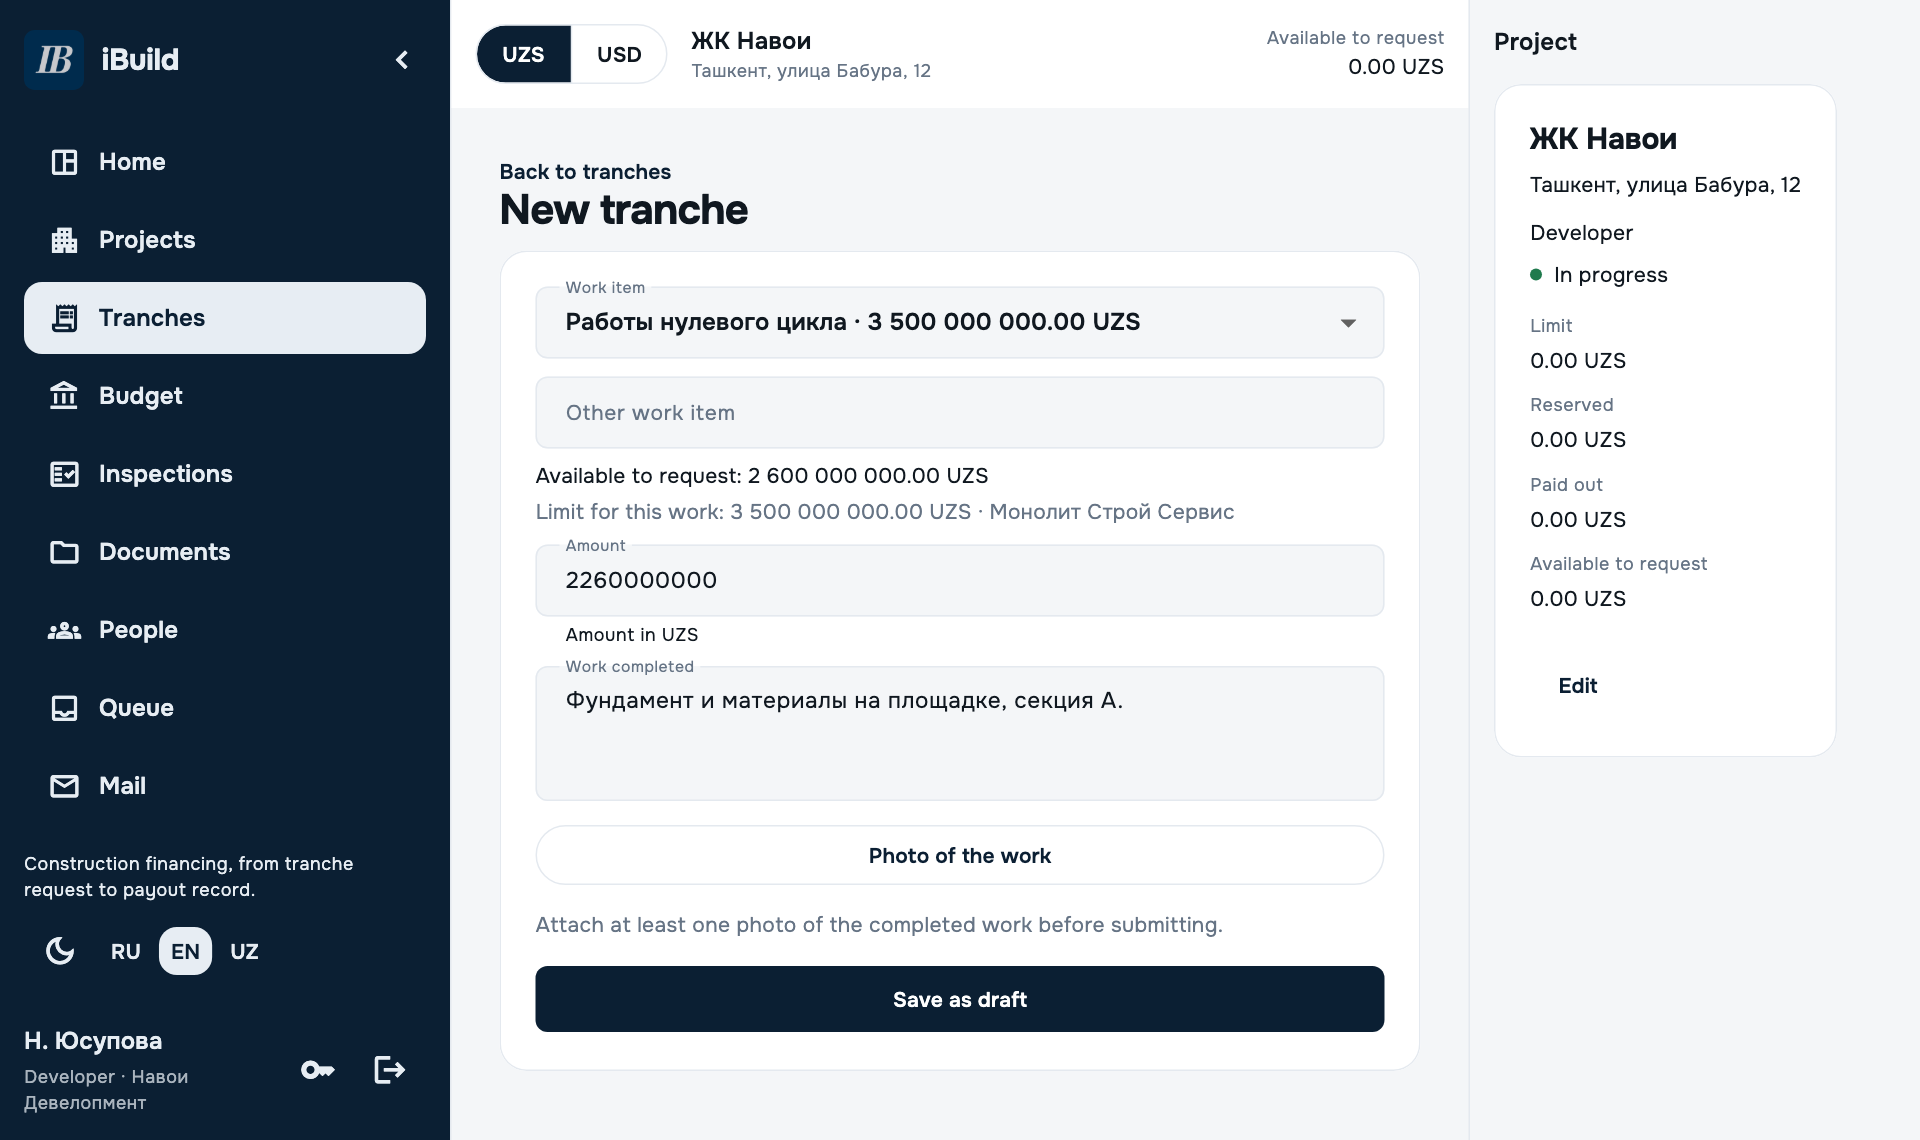 IB
iBuild
Home
Projects
Tranches
Budget
Inspections
Documents
People
Queue
Mail
Construction financing, from tranche
request to payout record.
RU EN UZ
Н. Юсупова
Developer · Навои
Девелопмент
UZS USD
ЖК Навои
Ташкент, улица Бабура, 12
Available to request
0.00 UZS
Back to tranches
New tranche
Work item
Работы нулевого цикла · 3 500 000 000.00 UZS
Other work item
Available to request: 2 600 000 000.00 UZS
Limit for this work: 3 500 000 000.00 UZS · Монолит Строй Сервис
Amount
2260000000
Amount in UZS
Work completed
Фундамент и материалы на площадке, секция А.
Photo of the work
Attach at least one photo of the completed work before submitting.
Save as draft
Project
ЖК Навои
Ташкент, улица Бабура, 12
Developer
In progress
Limit
0.00 UZS
Reserved
0.00 UZS
Paid out
0.00 UZS
Available to request
0.00 UZS
Edit